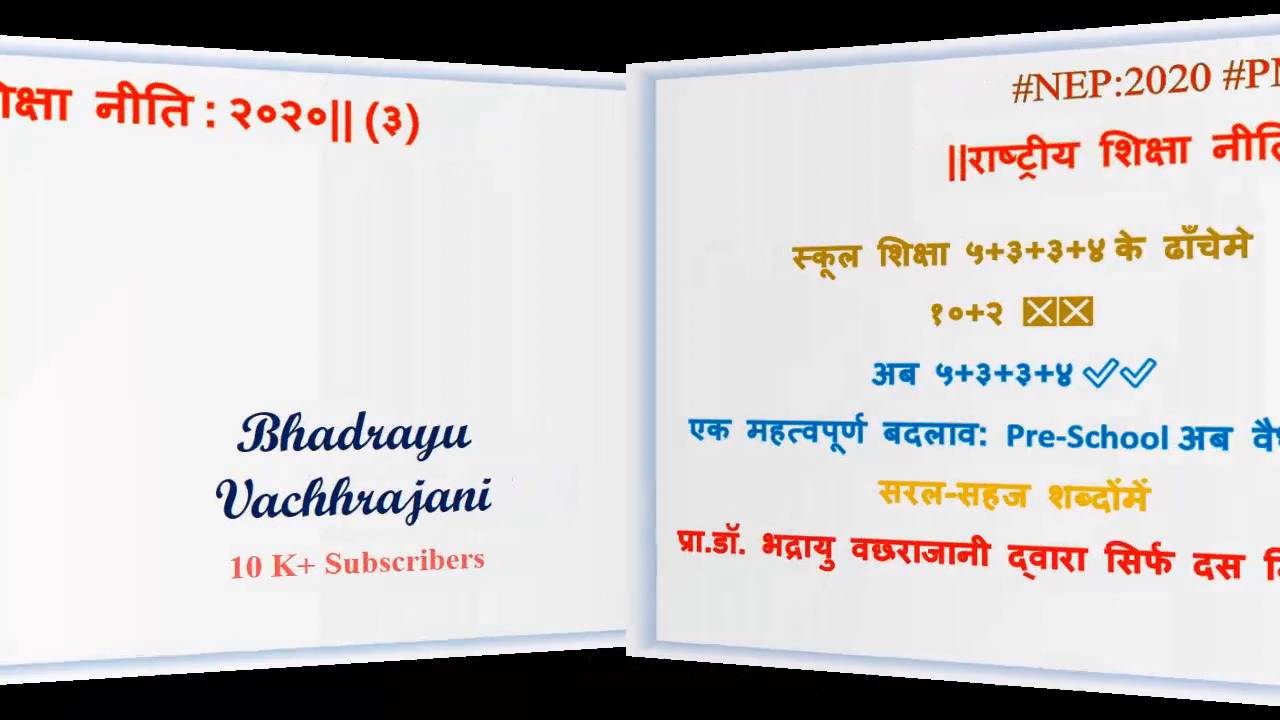 नीति : २०२०|| (३)
Bhadrayu
Vachhrajani
10 K+ Subscribers
#NEP:2020
||राष्ट्रीय शिक्षा
स्कूल शिक्षा ५+३+३+४ के ढाँचेमे
१०+२
अब ५+३+३+४
एक महत्वपूर्ण बदलाव: Pre-School अब
सरल-सहज शब्दोंमें
प्रा.डॉ. भद्रायु वछराजानी द्वारा सिर्फ दस